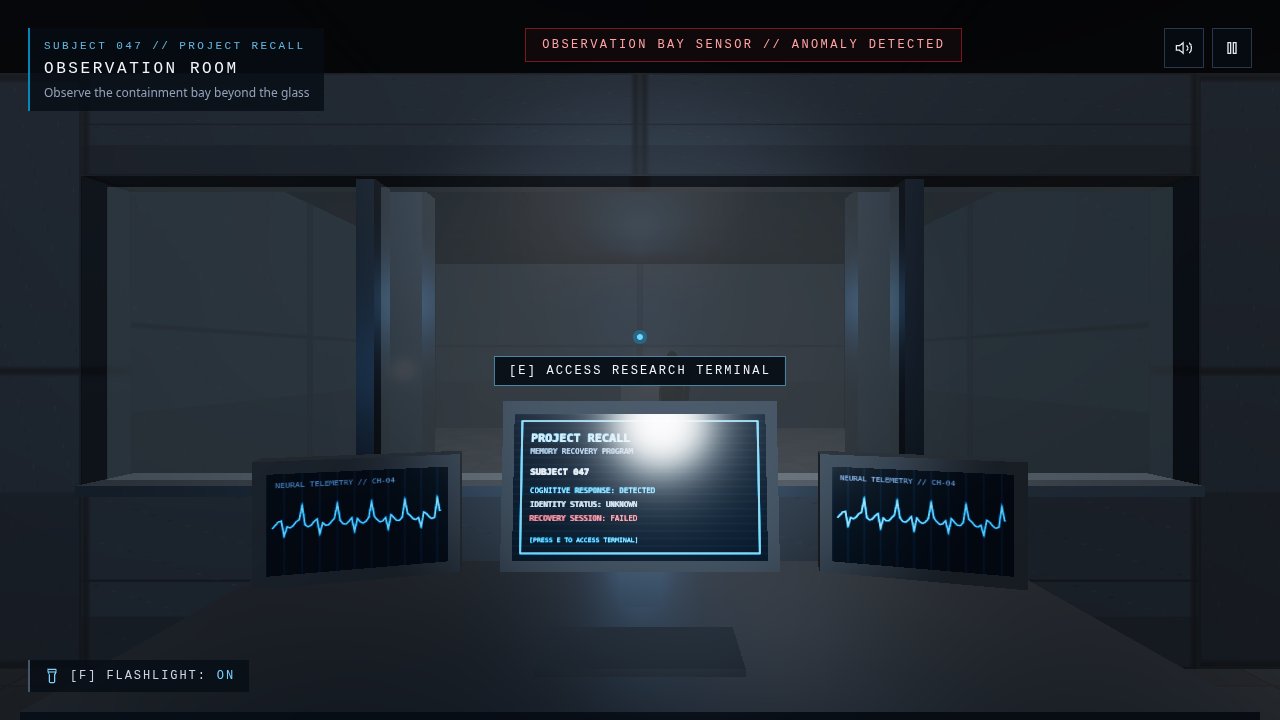 SUBJECT 047 // PROJECT RECALL
OBSERVATION ROOM
Observe the containment bay beyond the glass
OBSERVATION BAY SENSOR // ANOMALY DETECTED
[E] ACCESS RESEARCH TERMINAL
PROJECT RECALL
MEMORY RECOVERY PROGRAM
SUBJECT 047
COGNITIVE RESPONSE: DETECTED
IDENTITY STATUS: UNKNOWN
RECOVERY SESSION: FAILED
[PRESS E TO ACCESS TERMINAL]
NEURAL TELEMETRY // CH-04
NEURAL TELEMETRY // CH-04
[F] FLASHLIGHT: ON